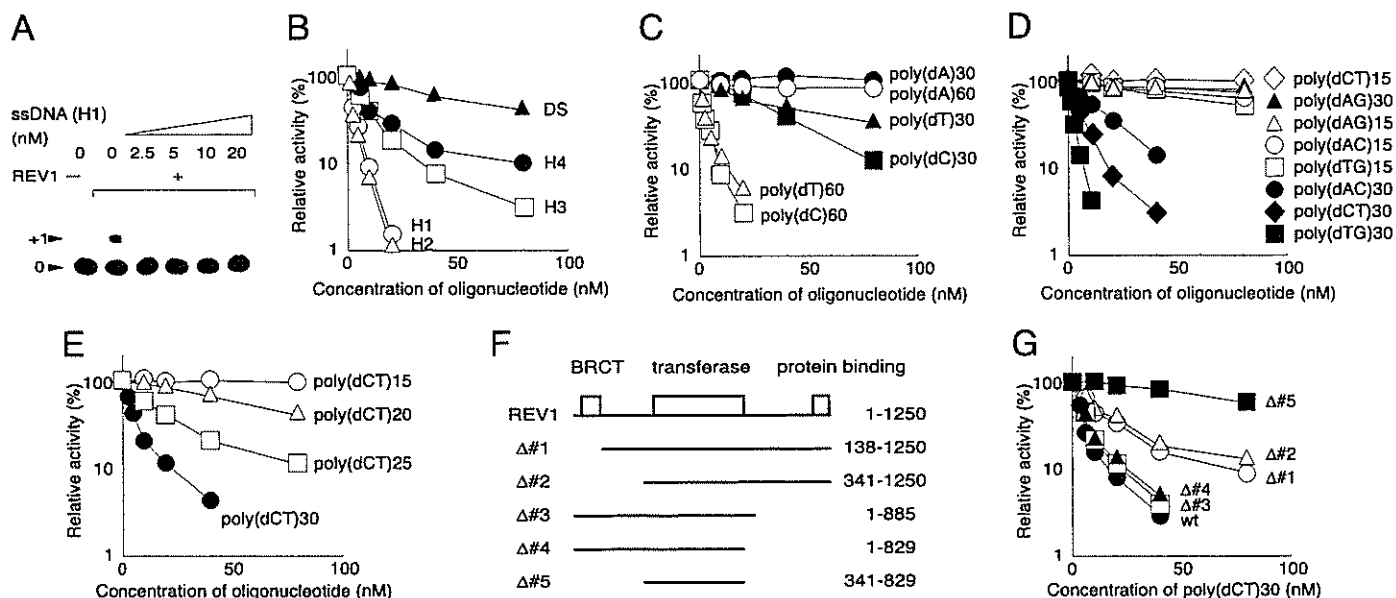 A
ssDNA (H1)
(nM)
0 0 2.5 5 10 20
REV1 − +
+1
0
B
Relative activity (%)
100
10
1
0 50 100
Concentration of oligonucleotide (nM)
DS
H4
H3
H1
H2
C
Relative activity (%)
100
10
1
0 50 100
Concentration of oligonucleotide (nM)
poly(dA)30
poly(dA)60
poly(dT)30
poly(dC)30
poly(dT)60
poly(dC)60
D
Relative activity (%)
100
10
1
0 50 100
Concentration of oligonucleotide (nM)
poly(dCT)15
poly(dAG)30
poly(dAG)15
poly(dAC)15
poly(dTG)15
poly(dAC)30
poly(dCT)30
poly(dTG)30
E
Relative activity (%)
100
10
1
0 50 100
Concentration of oligonucleotide (nM)
poly(dCT)15
poly(dCT)20
poly(dCT)25
poly(dCT)30
F
BRCT transferase protein binding
REV1 1-1250
Δ#1 138-1250
Δ#2 341-1250
Δ#3 1-885
Δ#4 1-829
Δ#5 341-829
G
Relative activity (%)
100
10
1
0 50 100
Concentration of poly(dCT)30 (nM)
Δ#5
Δ#2
Δ#1
Δ#4
Δ#3
wt